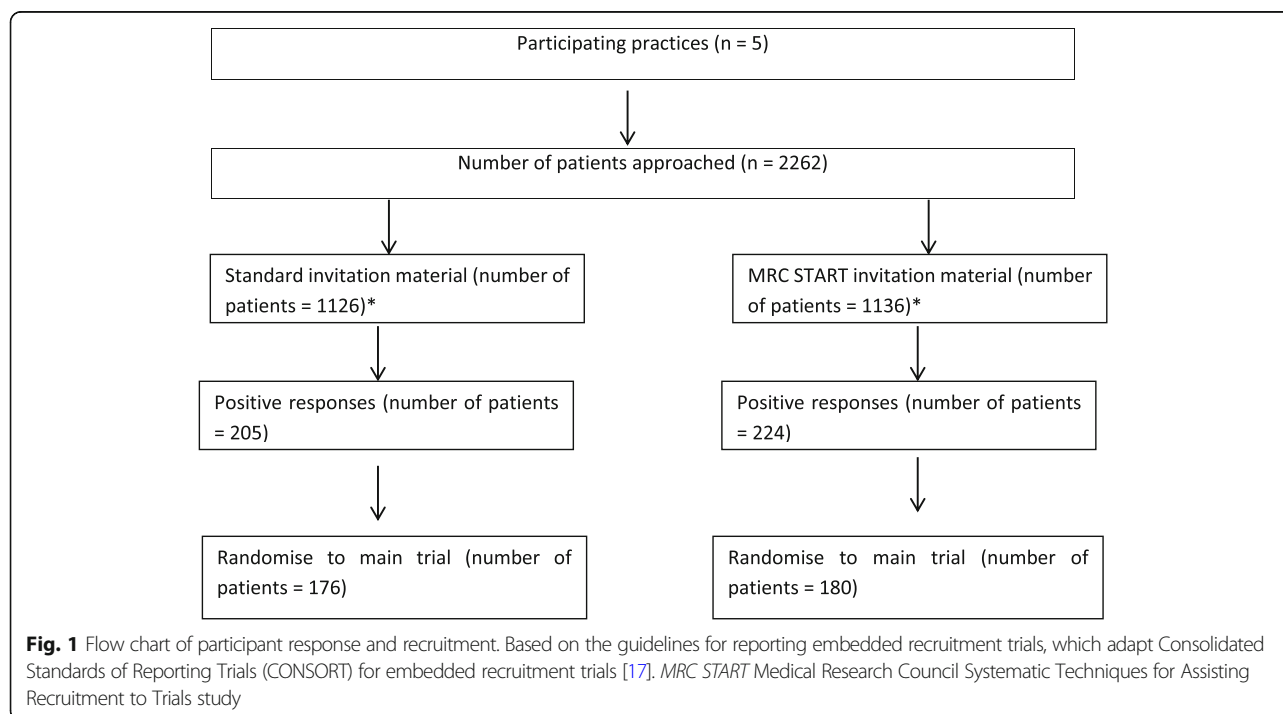 Participating practices (n = 5)
Number of patients approached (n = 2262)
Standard invitation material (number of
patients = 1126)*
MRC START invitation material (number
of patients = 1136)*
Positive responses (number of patients
= 205)
Positive responses (number of patients
= 224)
Randomise to main trial (number of
patients = 176)
Randomise to main trial (number of
patients = 180)
Fig. 1 Flow chart of participant response and recruitment. Based on the guidelines for reporting embedded recruitment trials, which adapt Consolidated
Standards of Reporting Trials (CONSORT) for embedded recruitment trials [17]. MRC START Medical Research Council Systematic Techniques for Assisting
Recruitment to Trials study